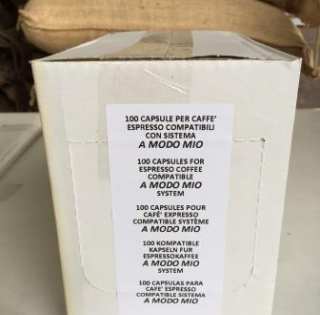 100 CAPSULE PER CAFFE'
ESPRESSO COMPATIBILI
CON SISTEMA
A MODO MIO
100 CAPSULES FOR
ESPRESSO COFFEE
COMPATIBLE
A MODO MIO
SYSTEM
100 CAPSULES POUR
CAFÉ' EXPRESSO
COMPATIBLE SYSTÈME
A MODO MIO
100 KOMPATIBLE
KAPSELN FUR
ESPRESSOKAFFEE
A MODO MIO
SYSTEM
100 CAPSULAS PARA
CAFE' ESPRESSO
COMPATIBILE SISTEMA
A MODO MIO